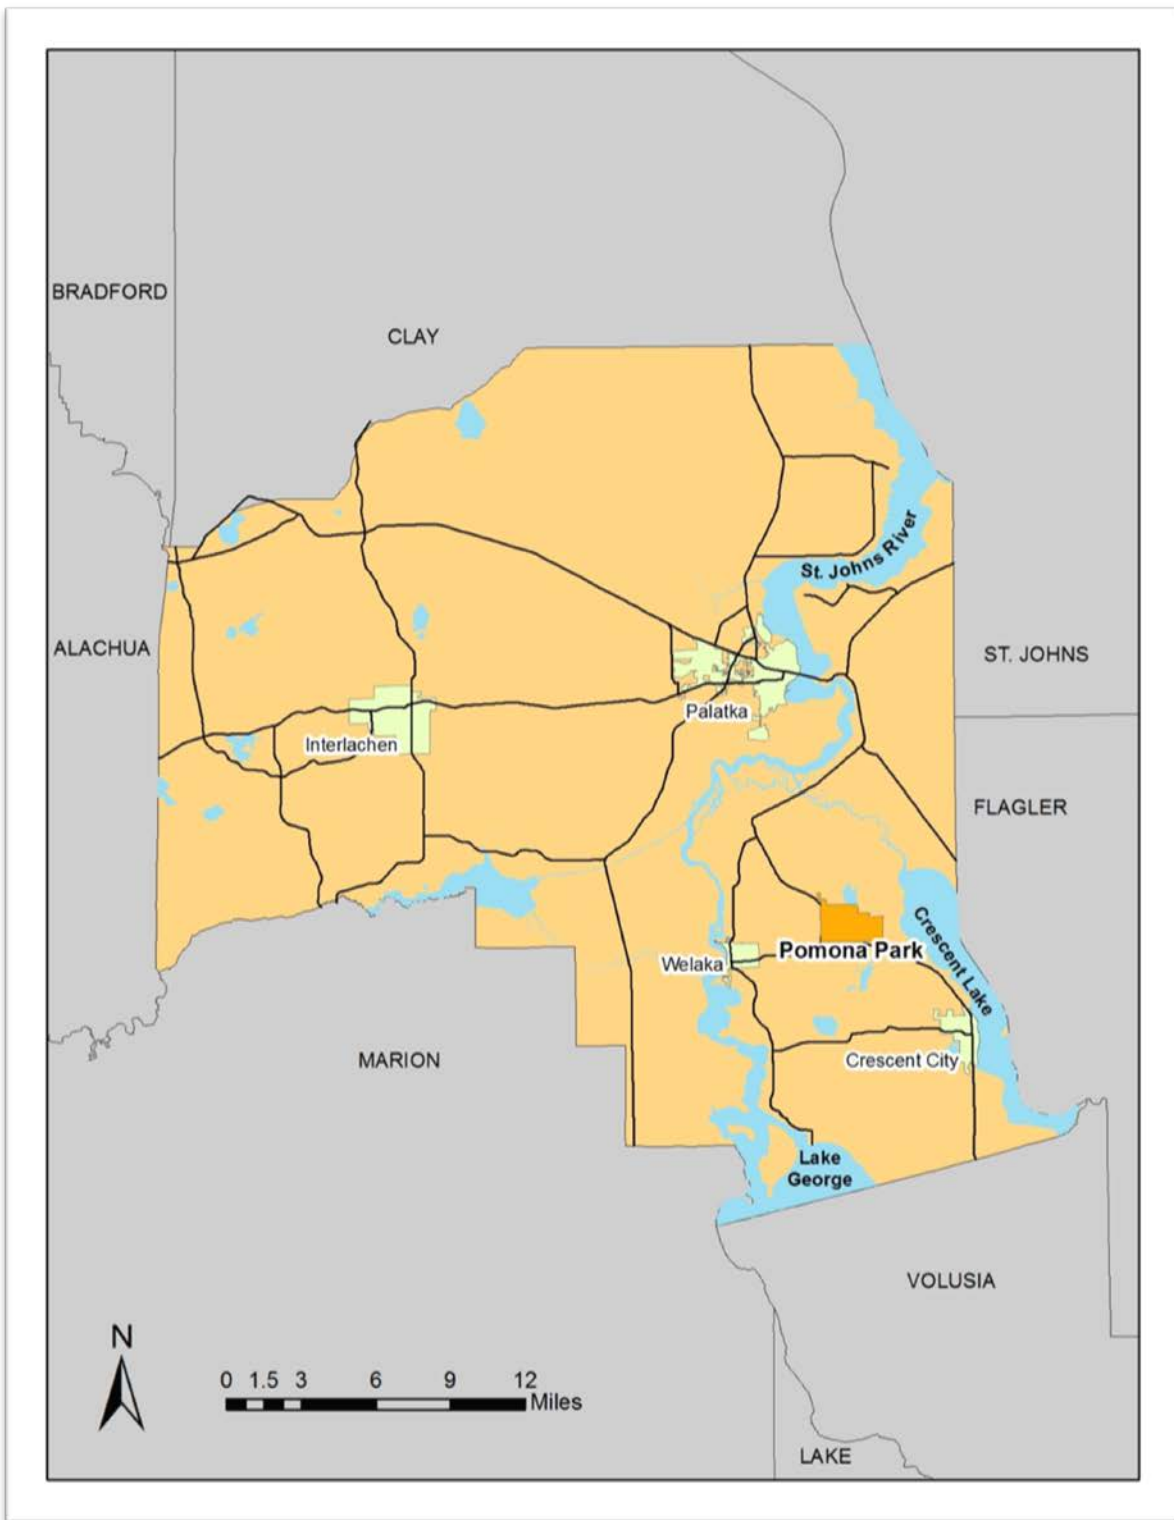 BRADFORD
CLAY
St. Johns River
ALACHUA
ST. JOHNS
Palatka
Interlachen
FLAGLER
Crescent Lake
Pomona Park
Welaka
MARION
Crescent City
Lake
George
VOLUSIA
N
0 1.5 3 6 9 12
Miles
LAKE